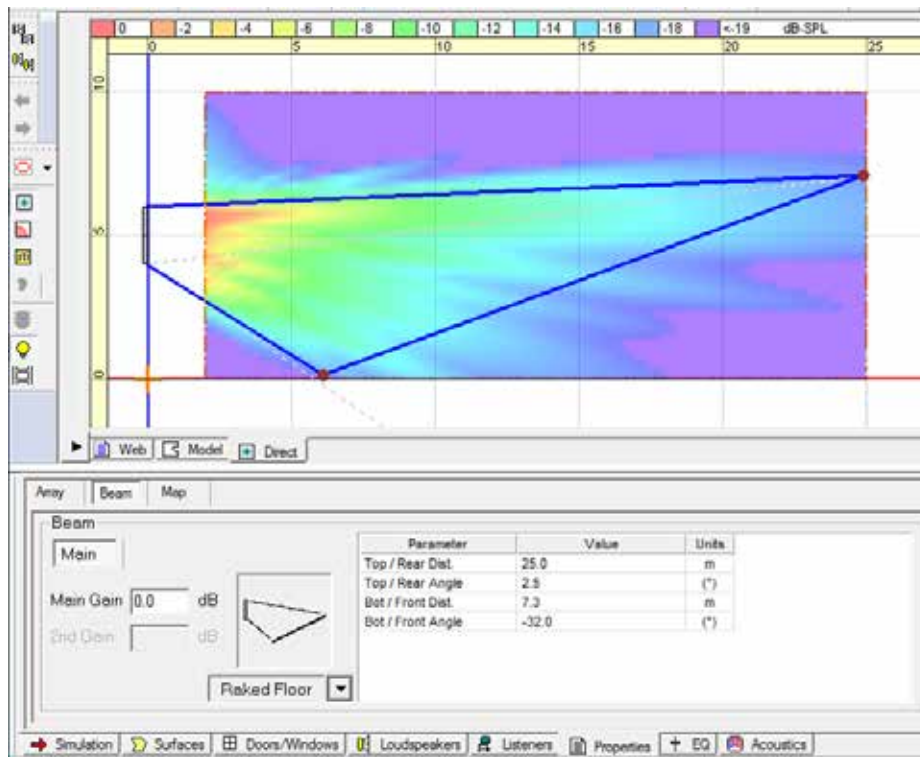 0 -2 -4 -6 -8 -10 -12 -14 -16 -18 <-19 dB-SPL
0 5 10 15 20 25
10
5
0
Web Model Direct
Array Beam Map
Beam
Main
Main Gain 0.0 dB
2nd Gain dB
Raked Floor
Parameter Value Units
Top / Rear Dist. 25.0 m
Top / Rear Angle 2.5 (°)
Bot / Front Dist. 7.3 m
Bot / Front Angle -32.0 (°)
Simulation Surfaces Doors/Windows Loudspeakers Listeners Properties EQ Acoustics